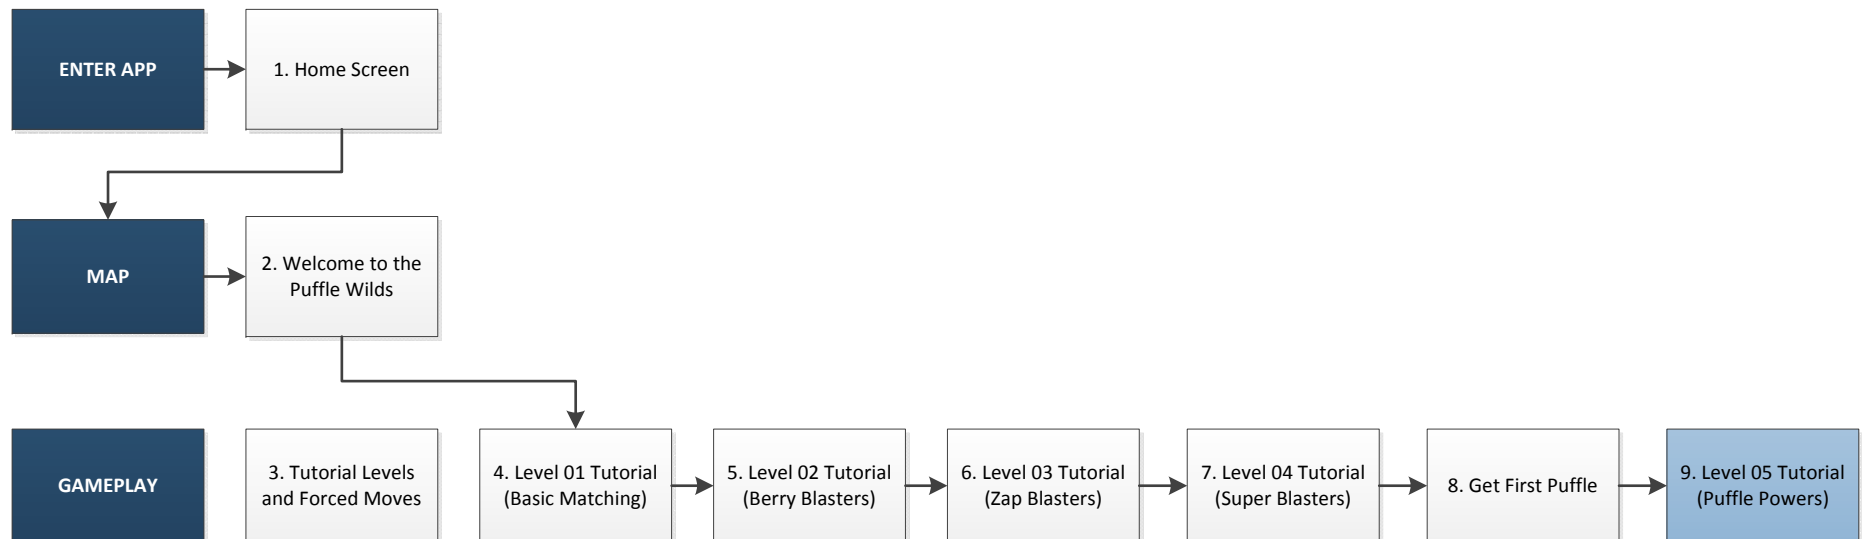 ENTER APP
1. Home Screen
MAP
2. Welcome to the
Puffle Wilds
GAMEPLAY
3. Tutorial Levels
and Forced Moves
4. Level 01 Tutorial
(Basic Matching)
5. Level 02 Tutorial
(Berry Blasters)
6. Level 03 Tutorial
(Zap Blasters)
7. Level 04 Tutorial
(Super Blasters)
8. Get First Puffle
9. Level 05 Tutorial
(Puffle Powers)